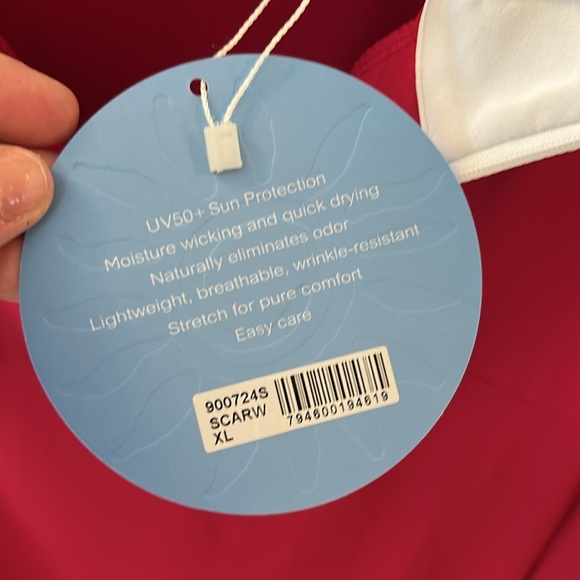 UV50+ Sun Protection
Moisture wicking and quick drying
Naturally eliminates odor
Lightweight, breathable, wrinkle-resistant
Stretch for pure comfort
Easy care
900724S
SCARW
XL
794600194619